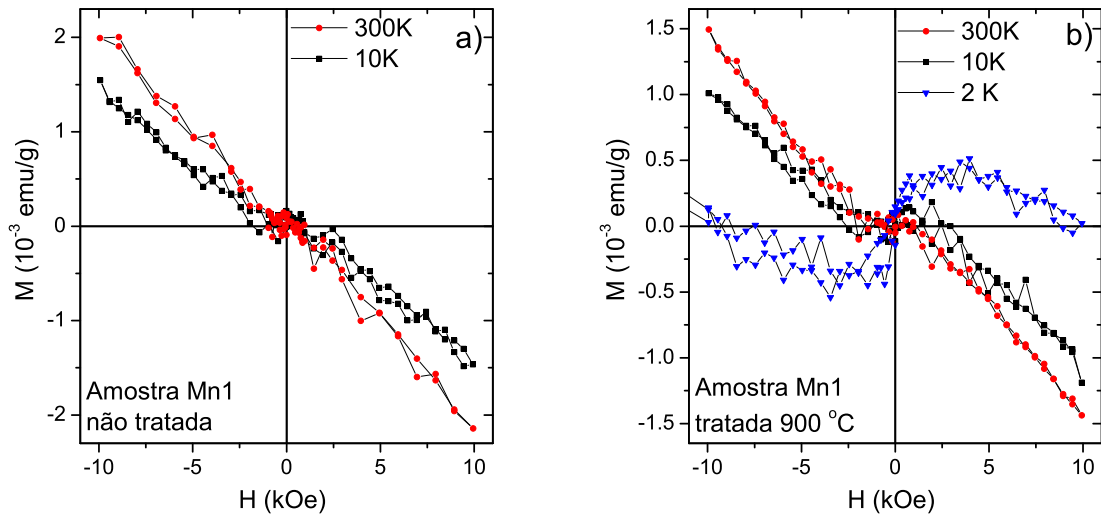 300K
10K
a)
2
1
0
-1
-2
M (10⁻³ emu/g)
Amostra Mn1
não tratada
-10
-5
0
5
10
H (kOe)
300K
10K
2 K
b)
1.5
1.0
0.5
0.0
-0.5
-1.0
-1.5
M (10⁻³ emu/g)
Amostra Mn1
tratada 900 °C
-10
-5
0
5
10
H (kOe)